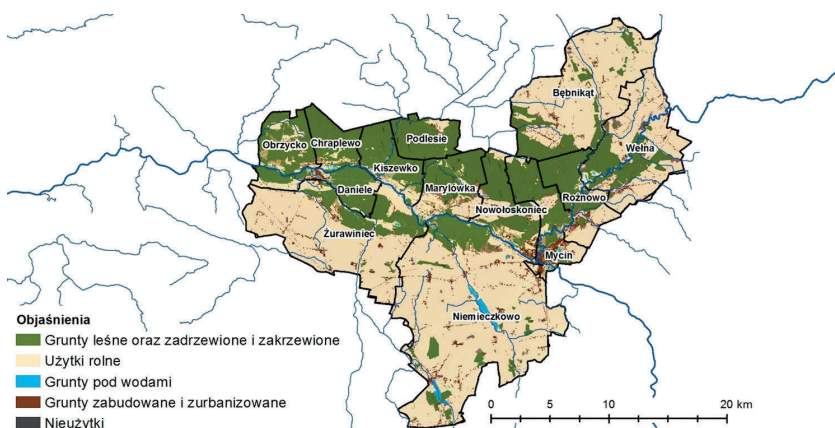 Bębnikąt
Wełna
Obrzycko
Chraplewo
Podlesie
Kiszewko
Daniele
Marylówka
Rożnowo
Nowołoskoniec
Żurawiniec
Mycin
Niemieczkowo
Objaśnienia
Grunty leśne oraz zadrzewione i zakrzewione
Użytki rolne
Grunty pod wodami
Grunty zabudowane i zurbanizowane
Nieużytki
0 5 10 20 km